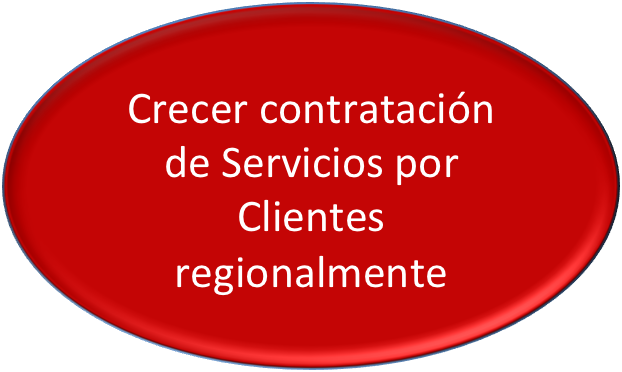 Crecer contratación
de Servicios por
Clientes
regionalmente